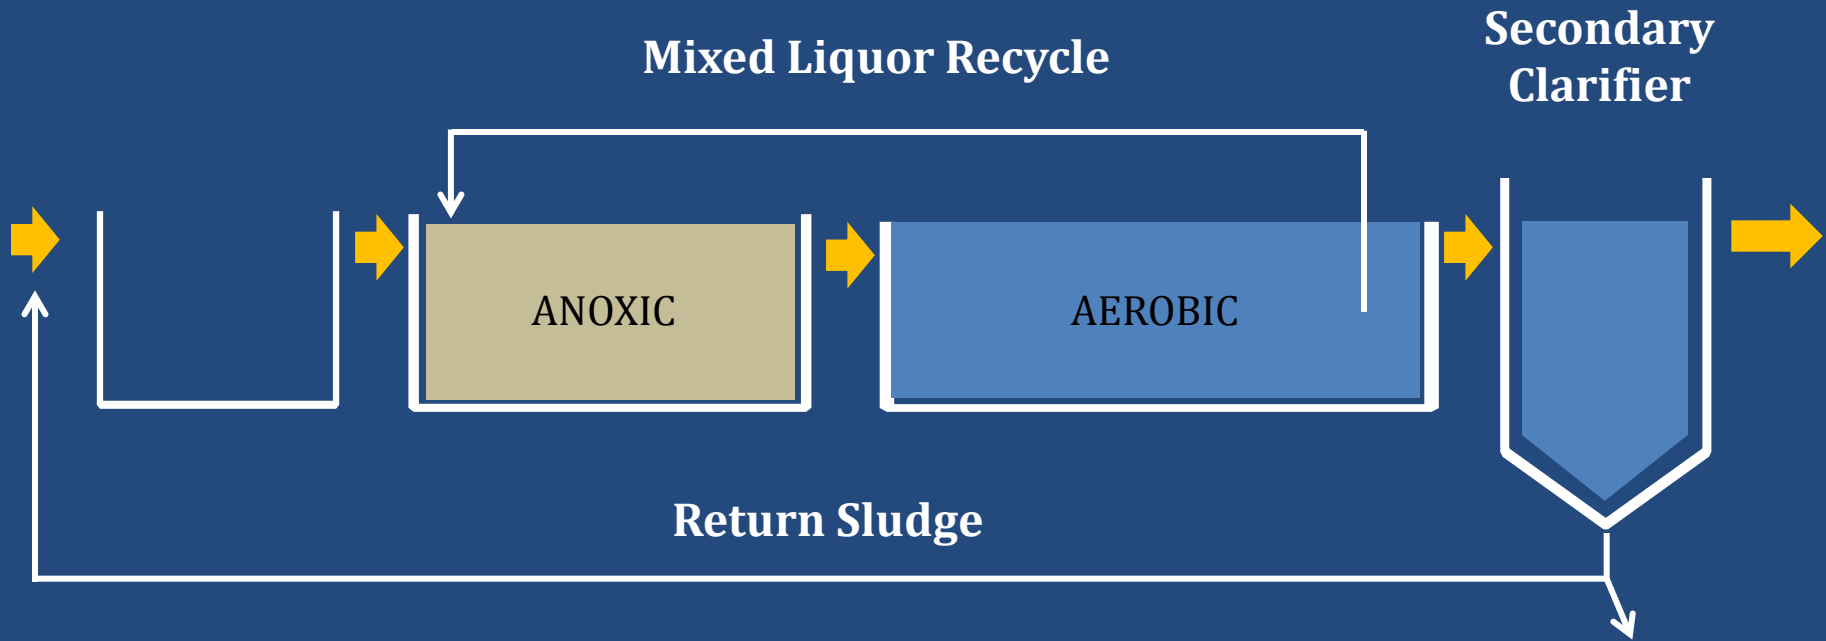 Secondary
Clarifier
Mixed Liquor Recycle
ANOXIC
AEROBIC
Return Sludge